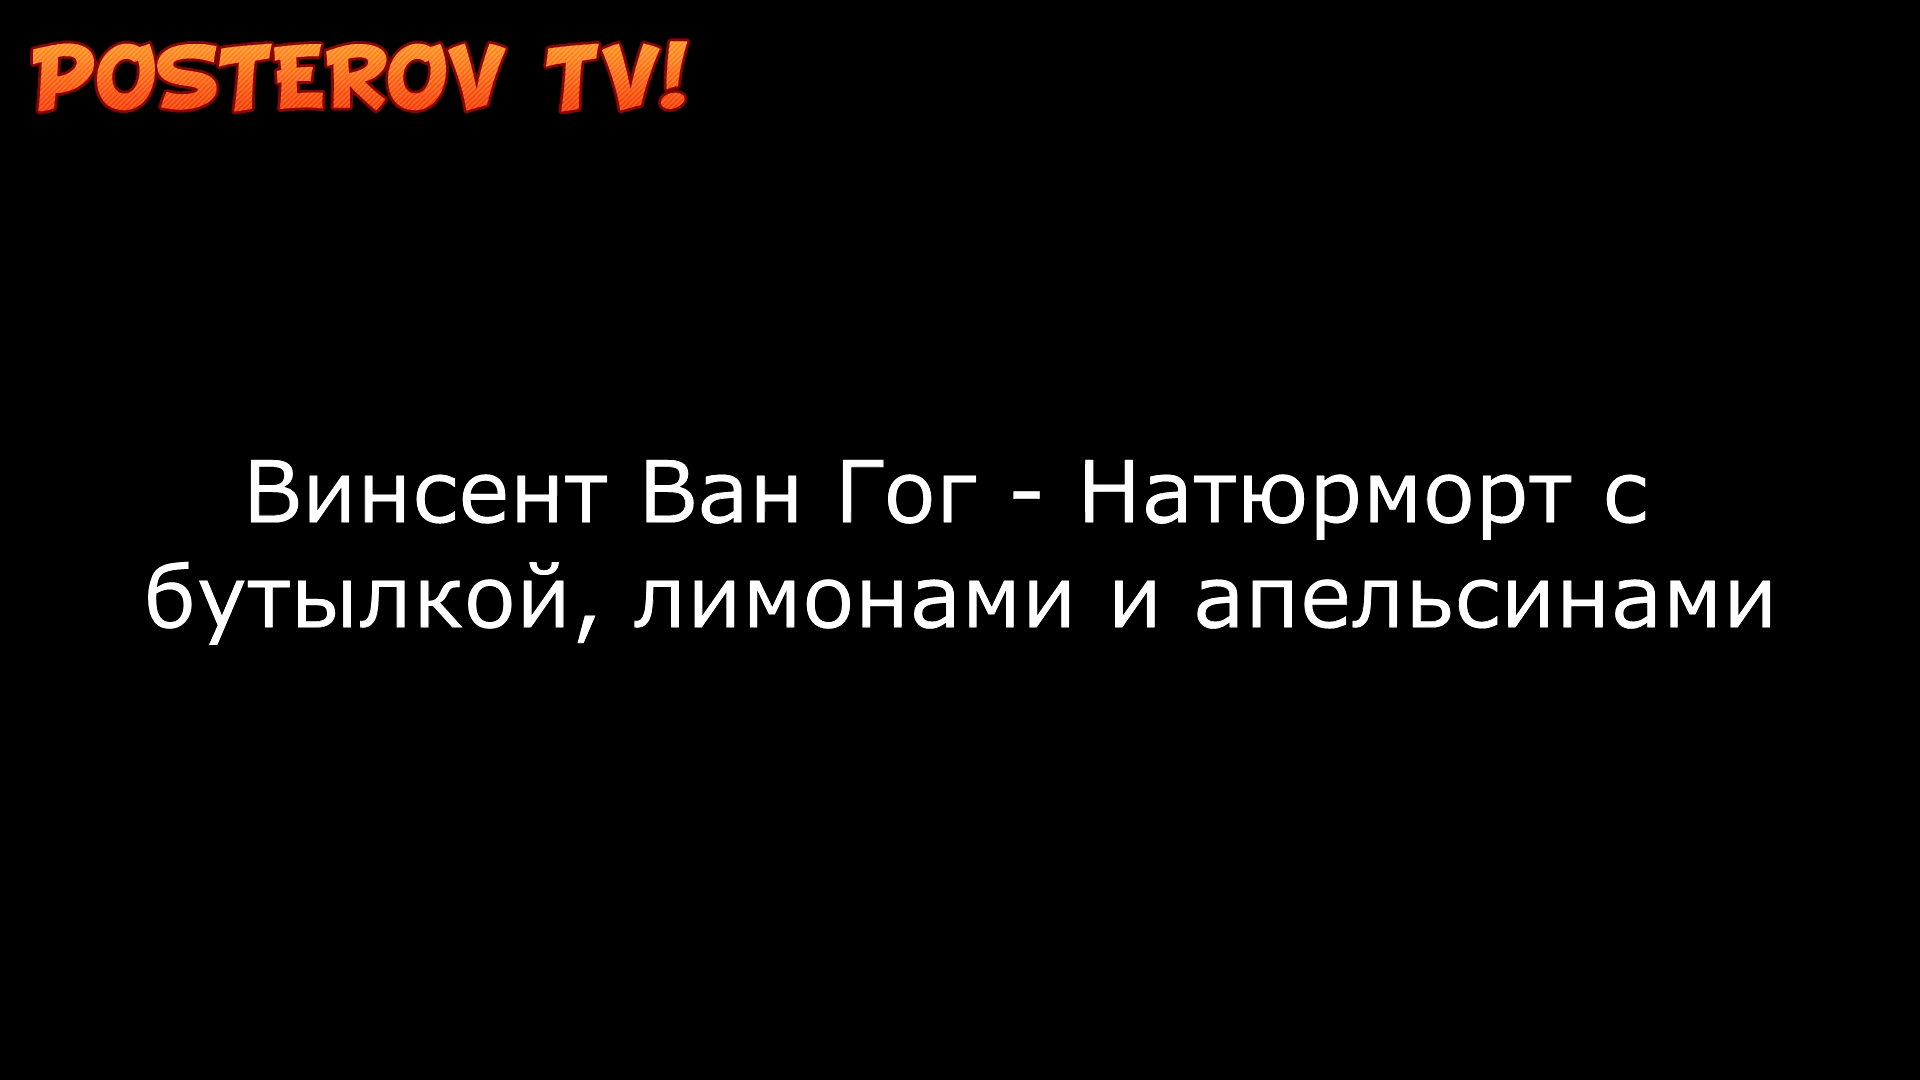 POSTEROV TV!
Винсент Ван Гог - Натюрморт с
бутылкой, лимонами и апельсинами